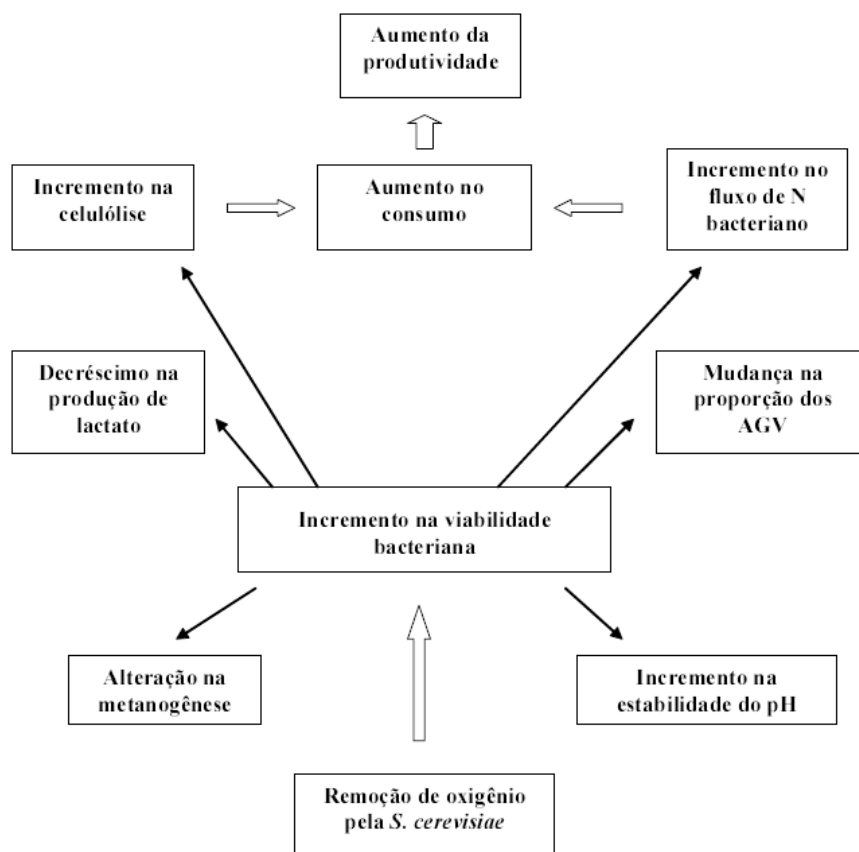 Aumento da
produtividade
Incremento na
celulólise
Aumento no
consumo
Incremento no
fluxo de N
bacteriano
Decréscimo na
produção de
lactato
Mudança na
proporção dos
AGV
Incremento na viabilidade
bacteriana
Alteração na
metanogênese
Incremento na
estabilidade do pH
Remoção de oxigênio
pela S. cerevisiae